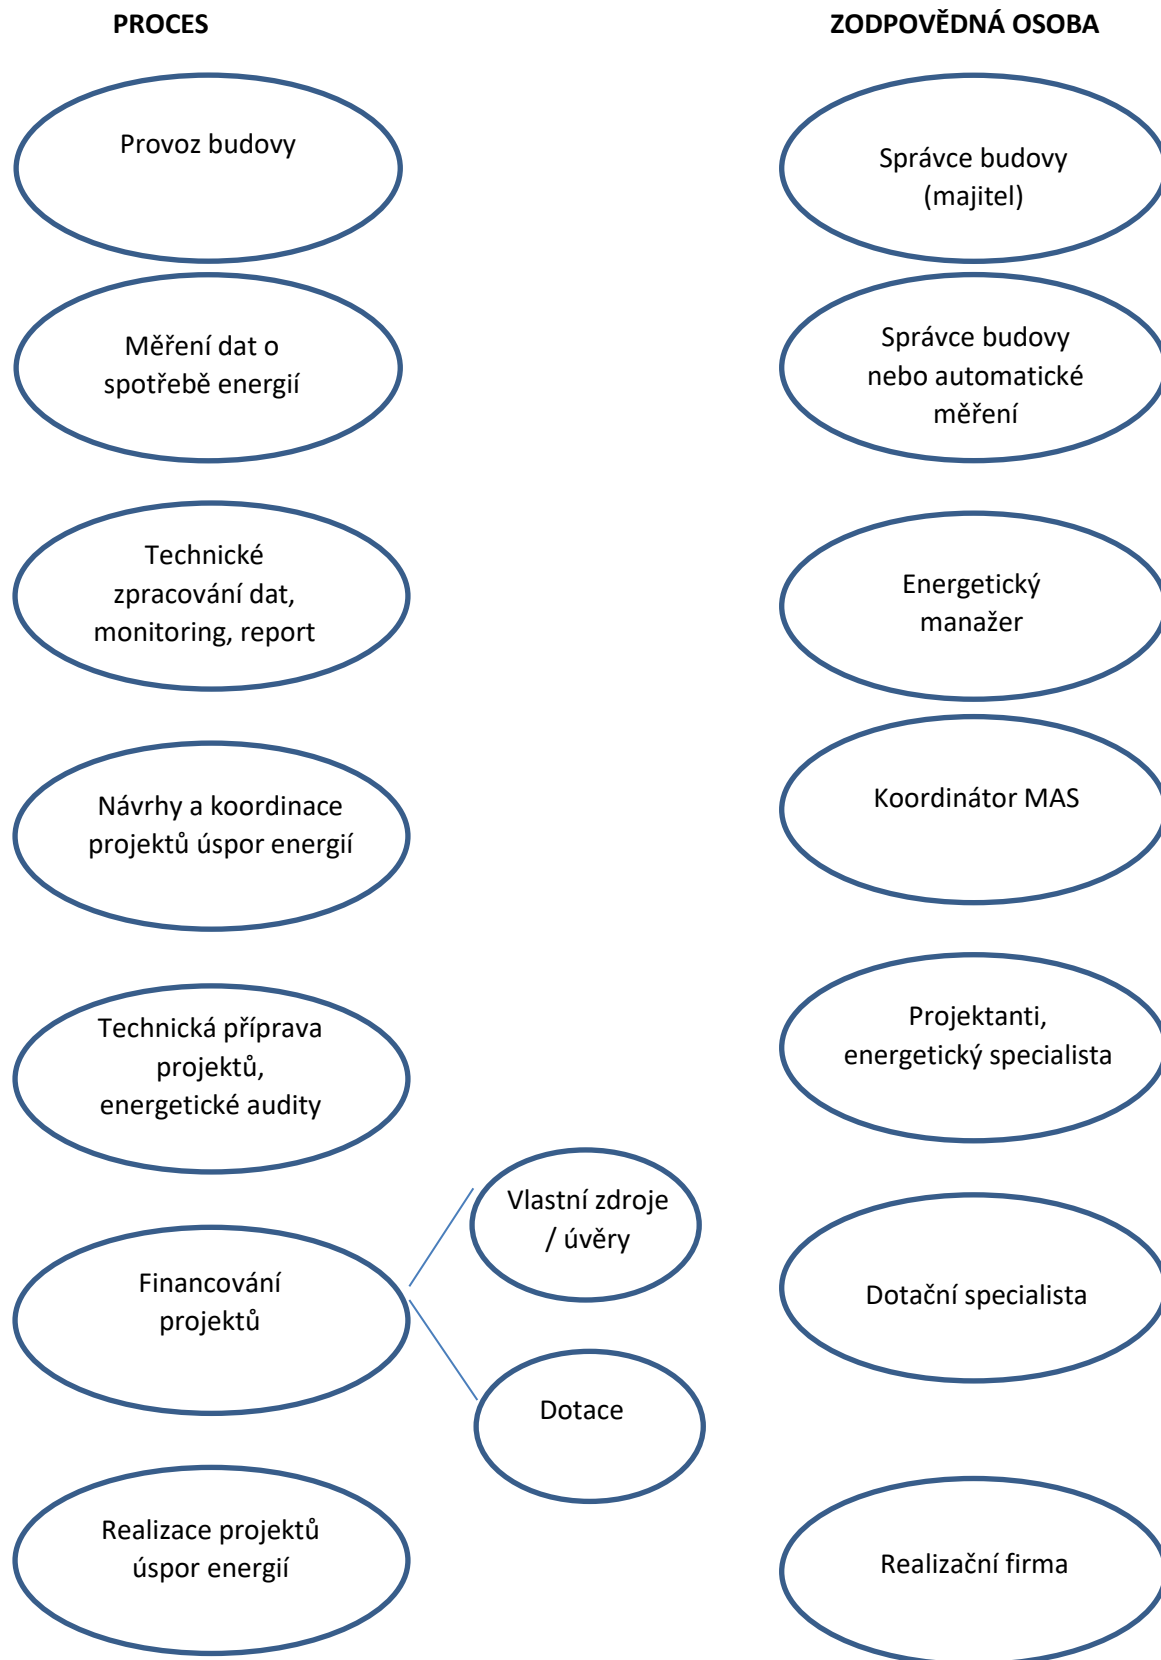 PROCES
ZODPOVĚDNÁ OSOBA
Provoz budovy
Správce budovy
(majitel)
Měření dat o
spotřebě energií
Správce budovy
nebo automatické
měření
Technické
zpracování dat,
monitoring, report
Energetický
manažer
Návrhy a koordinace
projektů úspor energií
Koordinátor MAS
Technická příprava
projektů,
energetické audity
Projektanti,
energetický specialista
Financování
projektů
Vlastní zdroje
/ úvěry
Dotace
Dotační specialista
Realizace projektů
úspor energií
Realizační firma